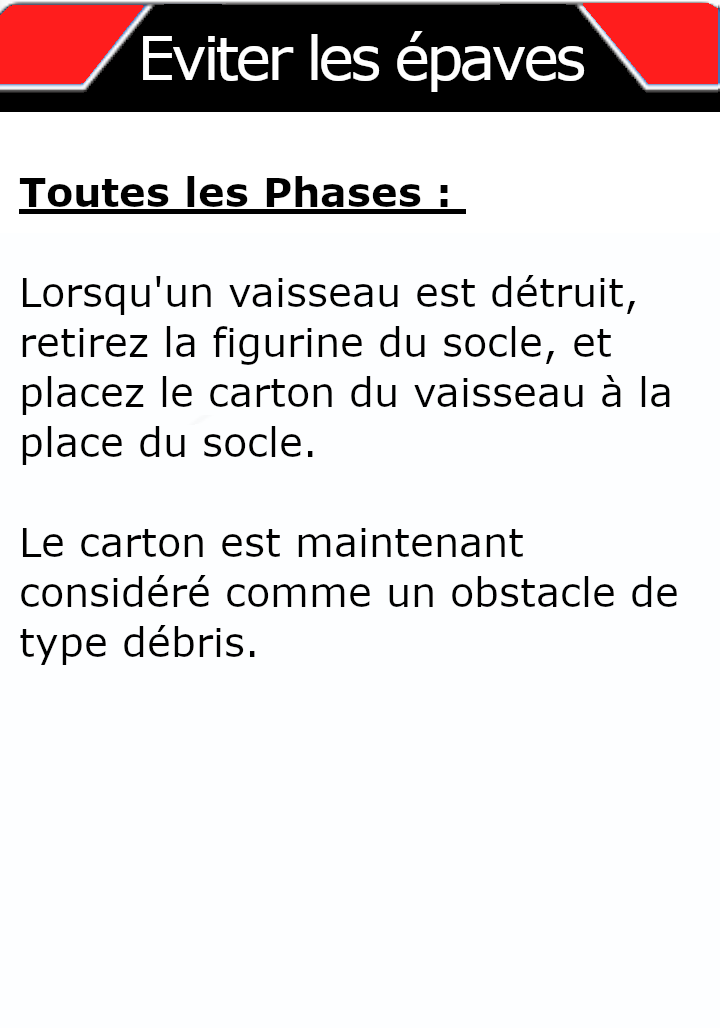 Eviter les épaves
Toutes les Phases :
Lorsqu'un vaisseau est détruit,
retirez la figurine du socle, et
placez le carton du vaisseau à la
place du socle.
Le carton est maintenant
considéré comme un obstacle de
type débris.